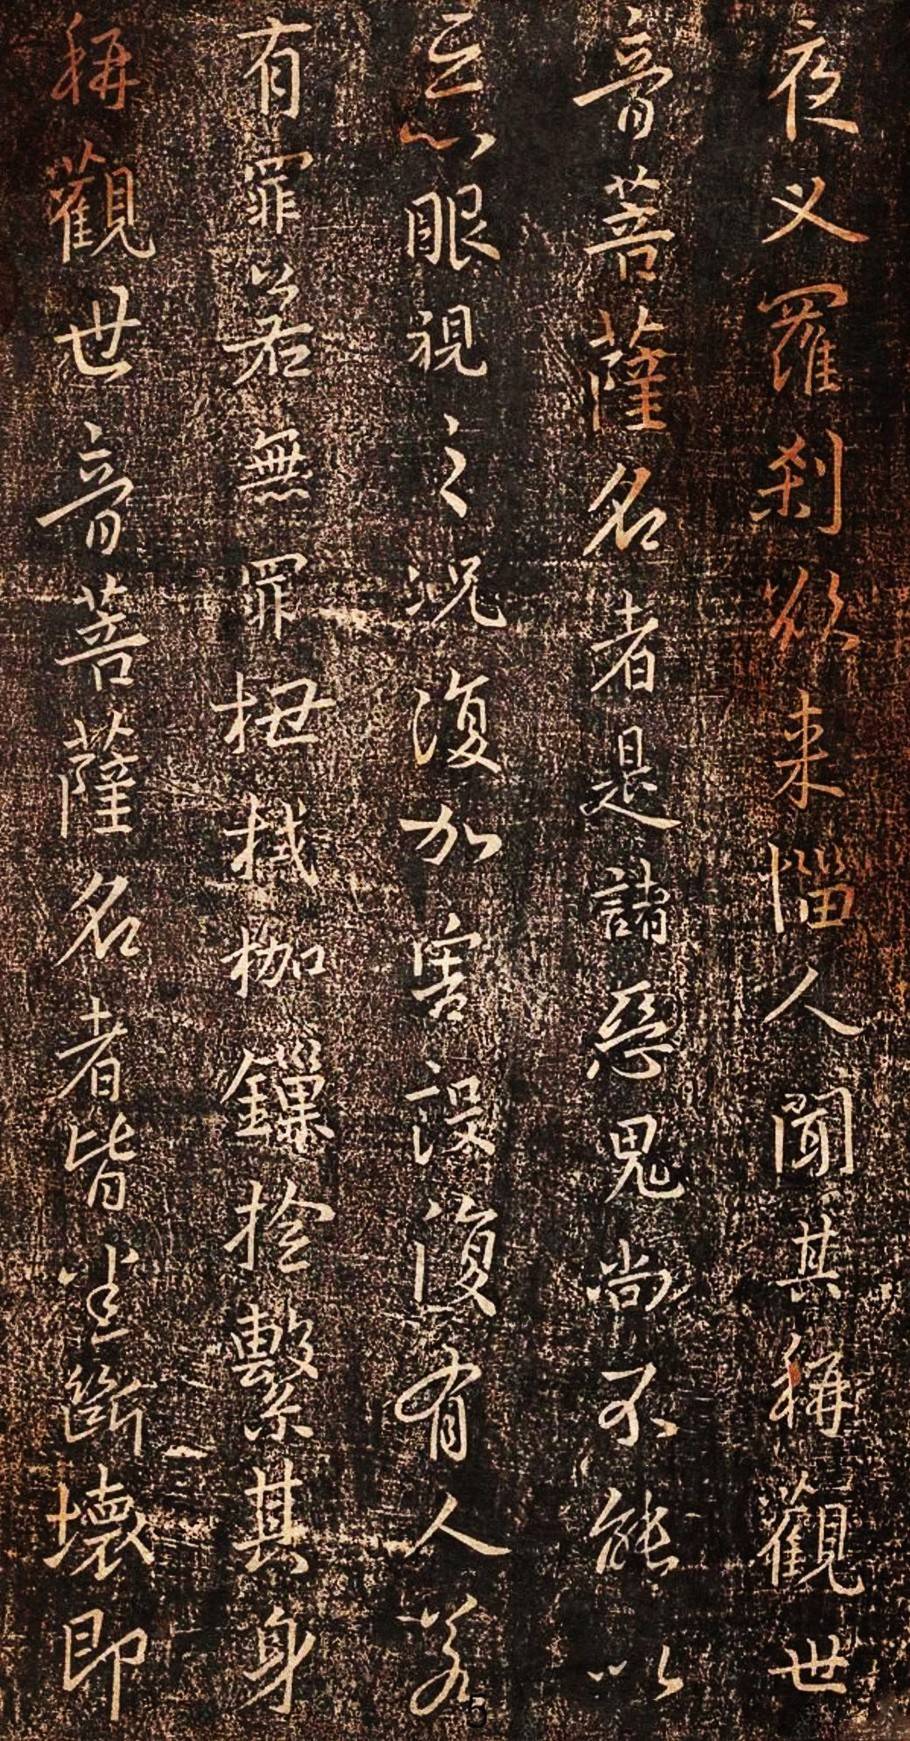 夜叉羅刹欲来惱人聞其稱觀世
音菩薩名者是諸惡鬼尚不能以
惡眼視之況復加害設復有人若
有罪若無罪杻械枷鏁撿繫其身
稱觀世音菩薩名者皆悉斷壞即
5